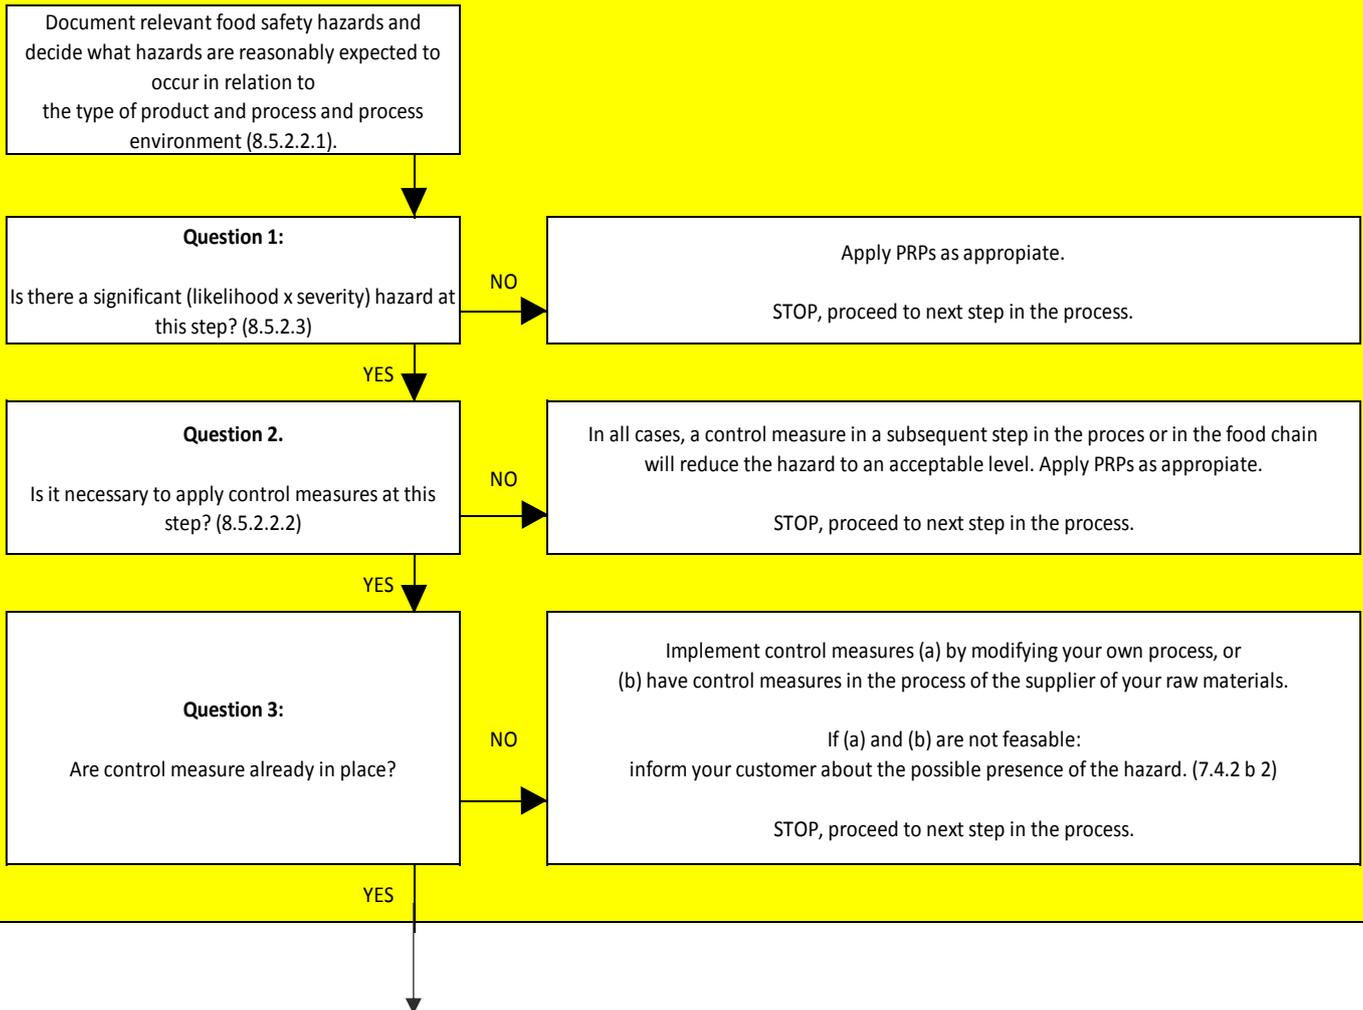 Document relevant food safety hazards and
decide what hazards are reasonably expected to
occur in relation to
the type of product and process and process
environment (8.5.2.2.1).
Question 1:
Is there a significant (likelihood x severity) hazard at
this step? (8.5.2.3)
NO
Apply PRPs as appropiate.
STOP, proceed to next step in the process.
YES
Question 2.
Is it necessary to apply control measures at this
step? (8.5.2.2.2)
NO
In all cases, a control measure in a subsequent step in the proces or in the food chain
will reduce the hazard to an acceptable level. Apply PRPs as appropiate.
STOP, proceed to next step in the process.
YES
Question 3:
Are control measure already in place?
NO
Implement control measures (a) by modifying your own process, or
(b) have control measures in the process of the supplier of your raw materials.
If (a) and (b) are not feasable:
inform your customer about the possible presence of the hazard. (7.4.2 b 2)
STOP, proceed to next step in the process.
YES